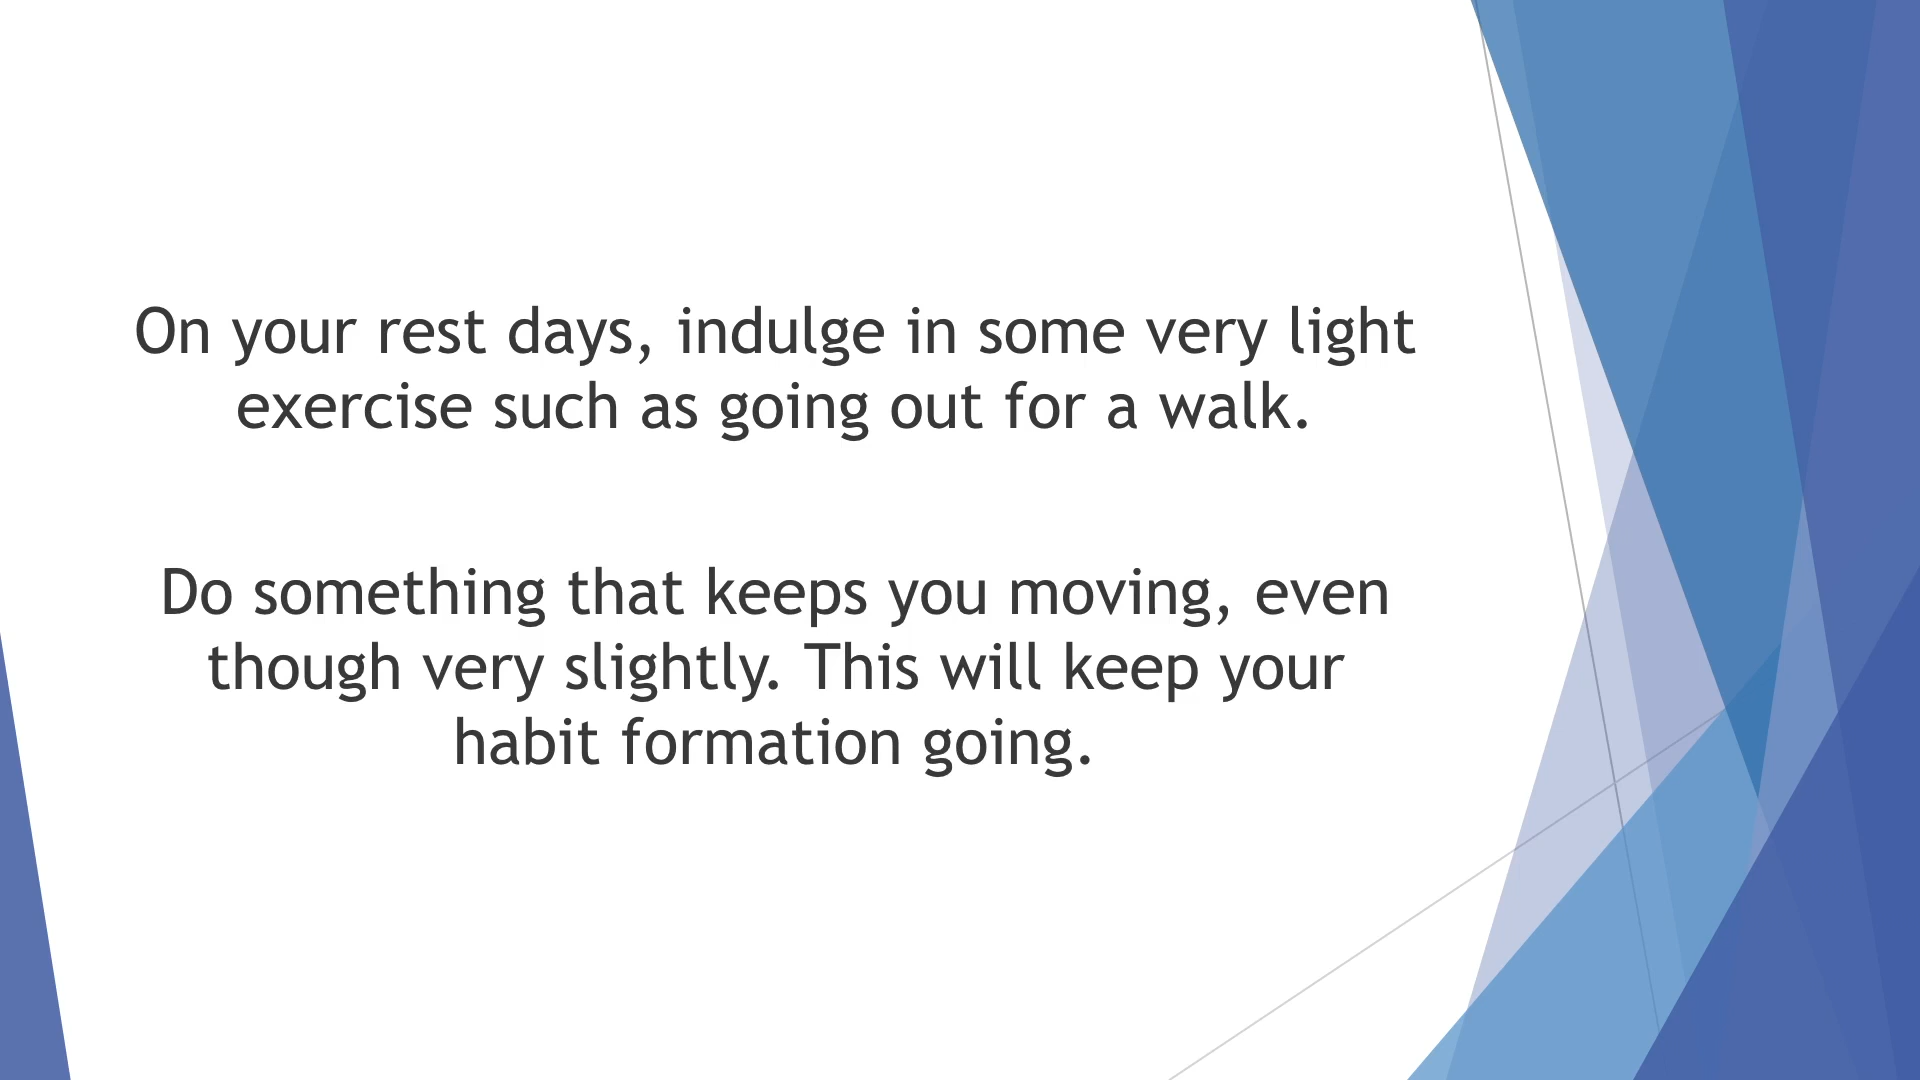 On your rest days, indulge in some very light
exercise such as going out for a walk.
Do something that keeps you moving, even
though very slightly. This will keep your
habit formation going.